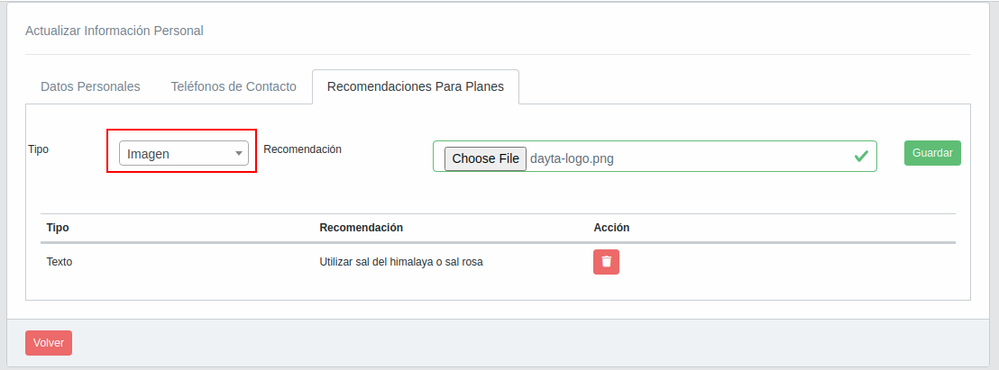 Actualizar Información Personal
Datos Personales Teléfonos de Contacto Recomendaciones Para Planes
Tipo Imagen Recomendación Choose File dayta-logo.png Guardar
Tipo Recomendación Acción
Texto Utilizar sal del himalaya o sal rosa
Volver